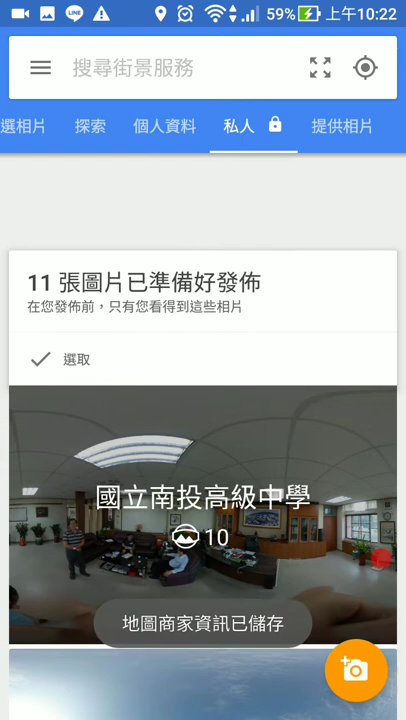 LINE
59%
上午10:22
搜尋街景服務
選相片 探索 個人資料 私人 提供相片
11 張圖片已準備好發佈
在您發佈前，只有您看得到這些相片
選取
國立南投高級中學
10
地圖商家資訊已儲存